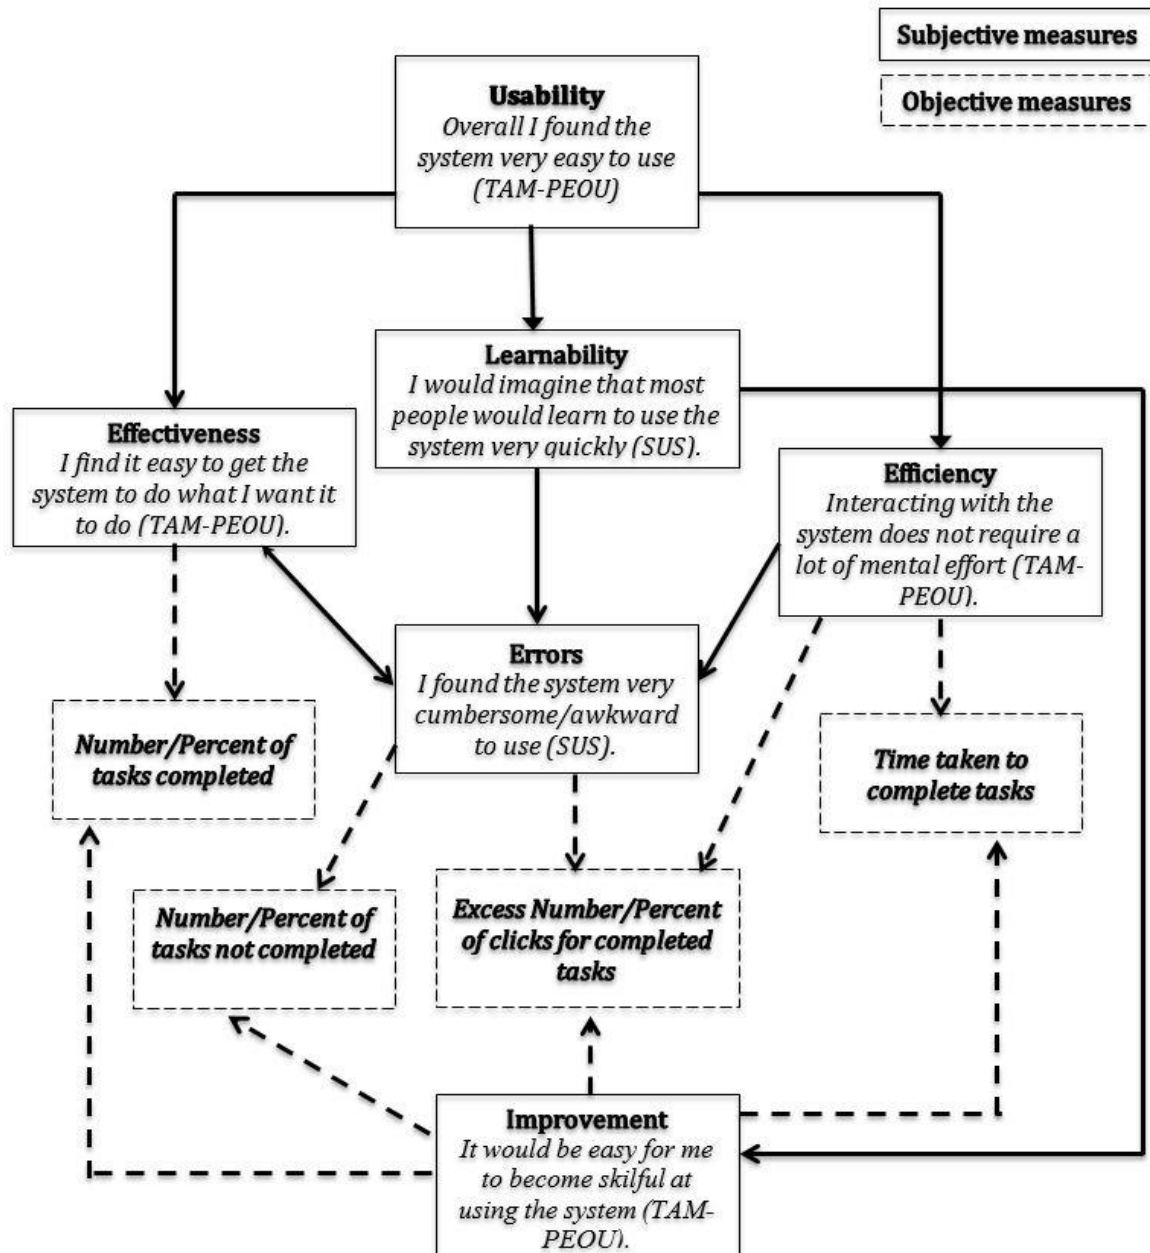 Subjective measures
Objective measures
Usability
Overall I found the
system very easy to use
(TAM-PEOU)
Learnability
I would imagine that most
people would learn to use the
system very quickly (SUS).
Effectiveness
I find it easy to get the
system to do what I want it
to do (TAM-PEOU).
Efficiency
Interacting with the
system does not require a
lot of mental effort (TAM-
PEOU).
Errors
I found the system very
cumbersome/awkward
to use (SUS).
Number/Percent of
tasks completed
Time taken to
complete tasks
Number/Percent of
tasks not completed
Excess Number/Percent
of clicks for completed
tasks
Improvement
It would be easy for me
to become skilful at
using the system (TAM-
PEOU).